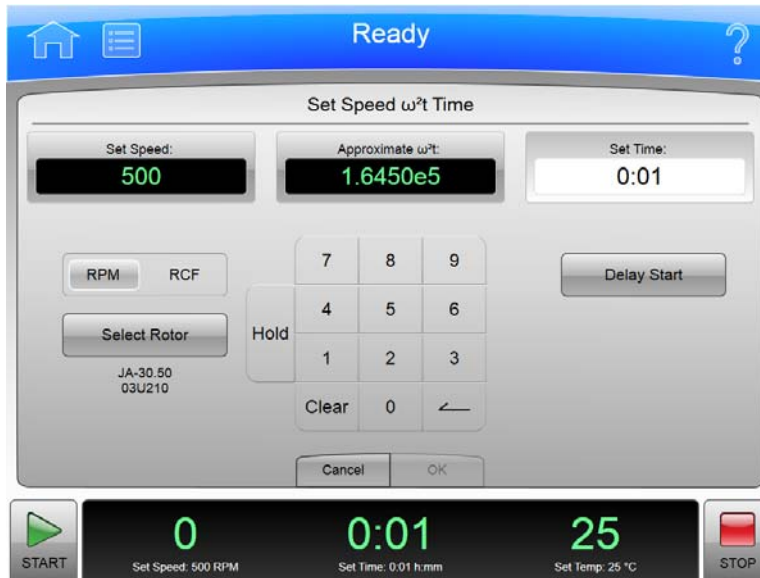 Ready
?
Set Speed ω²t Time
Set Speed:
500
Approximate ω²t:
1.6450e5
Set Time:
0:01
RPM
RCF
Select Rotor
JA-30.50
03U210
Hold
7 8 9
4 5 6
1 2 3
Clear 0
Delay Start
Cancel
OK
START
0
Set Speed: 500 RPM
0:01
Set Time: 0:01 h:mm
25
Set Temp: 25 °C
STOP